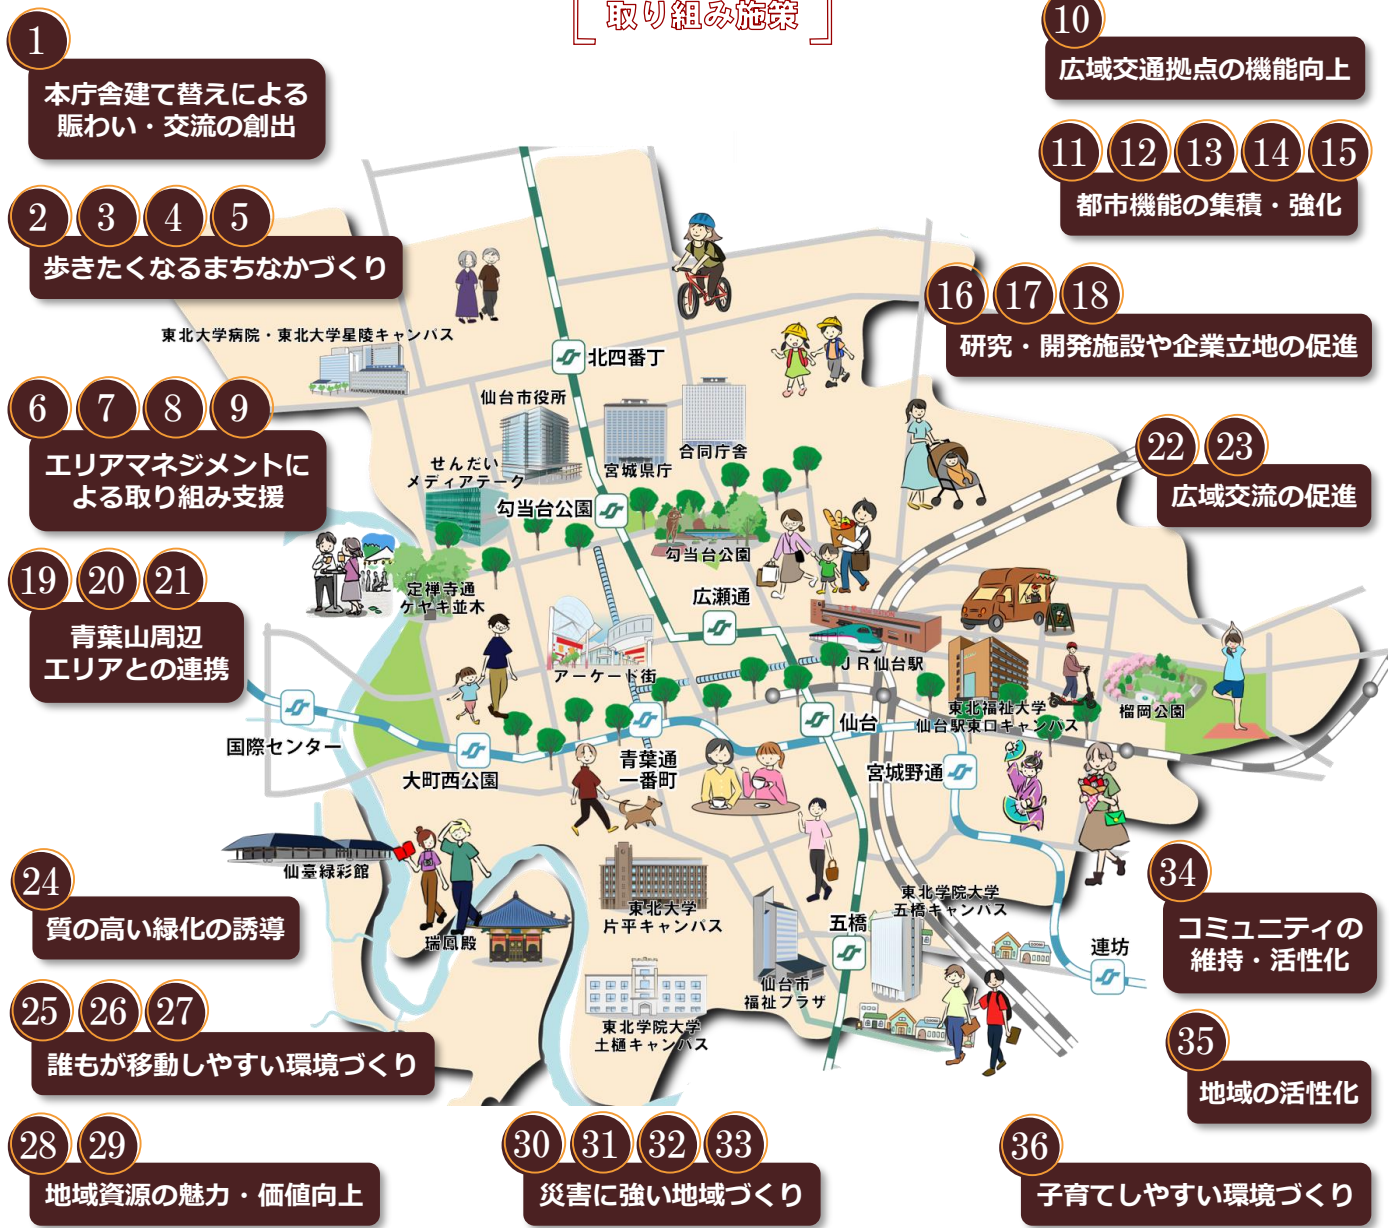 取り組み施策
1
本庁舎建て替えによる
賑わい・交流の創出
2 3 4 5
歩きたくなるまちなかづくり
6 7 8 9
エリアマネジメントに
よる取り組み支援
19 20 21
青葉山周辺
エリアとの連携
24
質の高い緑化の誘導
25 26 27
誰もが移動しやすい環境づくり
28 29
地域資源の魅力・価値向上
30 31 32 33
災害に強い地域づくり
10
広域交通拠点の機能向上
11 12 13 14 15
都市機能の集積・強化
16 17 18
研究・開発施設や企業立地の促進
22 23
広域交流の促進
34
コミュニティの
維持・活性化
35
地域の活性化
36
子育てしやすい環境づくり
東北大学病院・東北大学星陵キャンパス
北四番丁
仙台市役所
宮城県庁
合同庁舎
せんだい
メディアテーク
勾当台公園
勾当台公園
定禅寺通
ケヤキ並木
広瀬通
アーケード街
JR仙台駅
東北福祉大学
仙台駅東口キャンパス
榴岡公園
国際センター
大町西公園
青葉通
一番町
仙台
宮城野通
仙臺緑彩館
瑞鳳殿
東北大学
片平キャンパス
東北学院大学
土樋キャンパス
仙台市
福祉プラザ
五橋
東北学院大学
五橋キャンパス
連坊